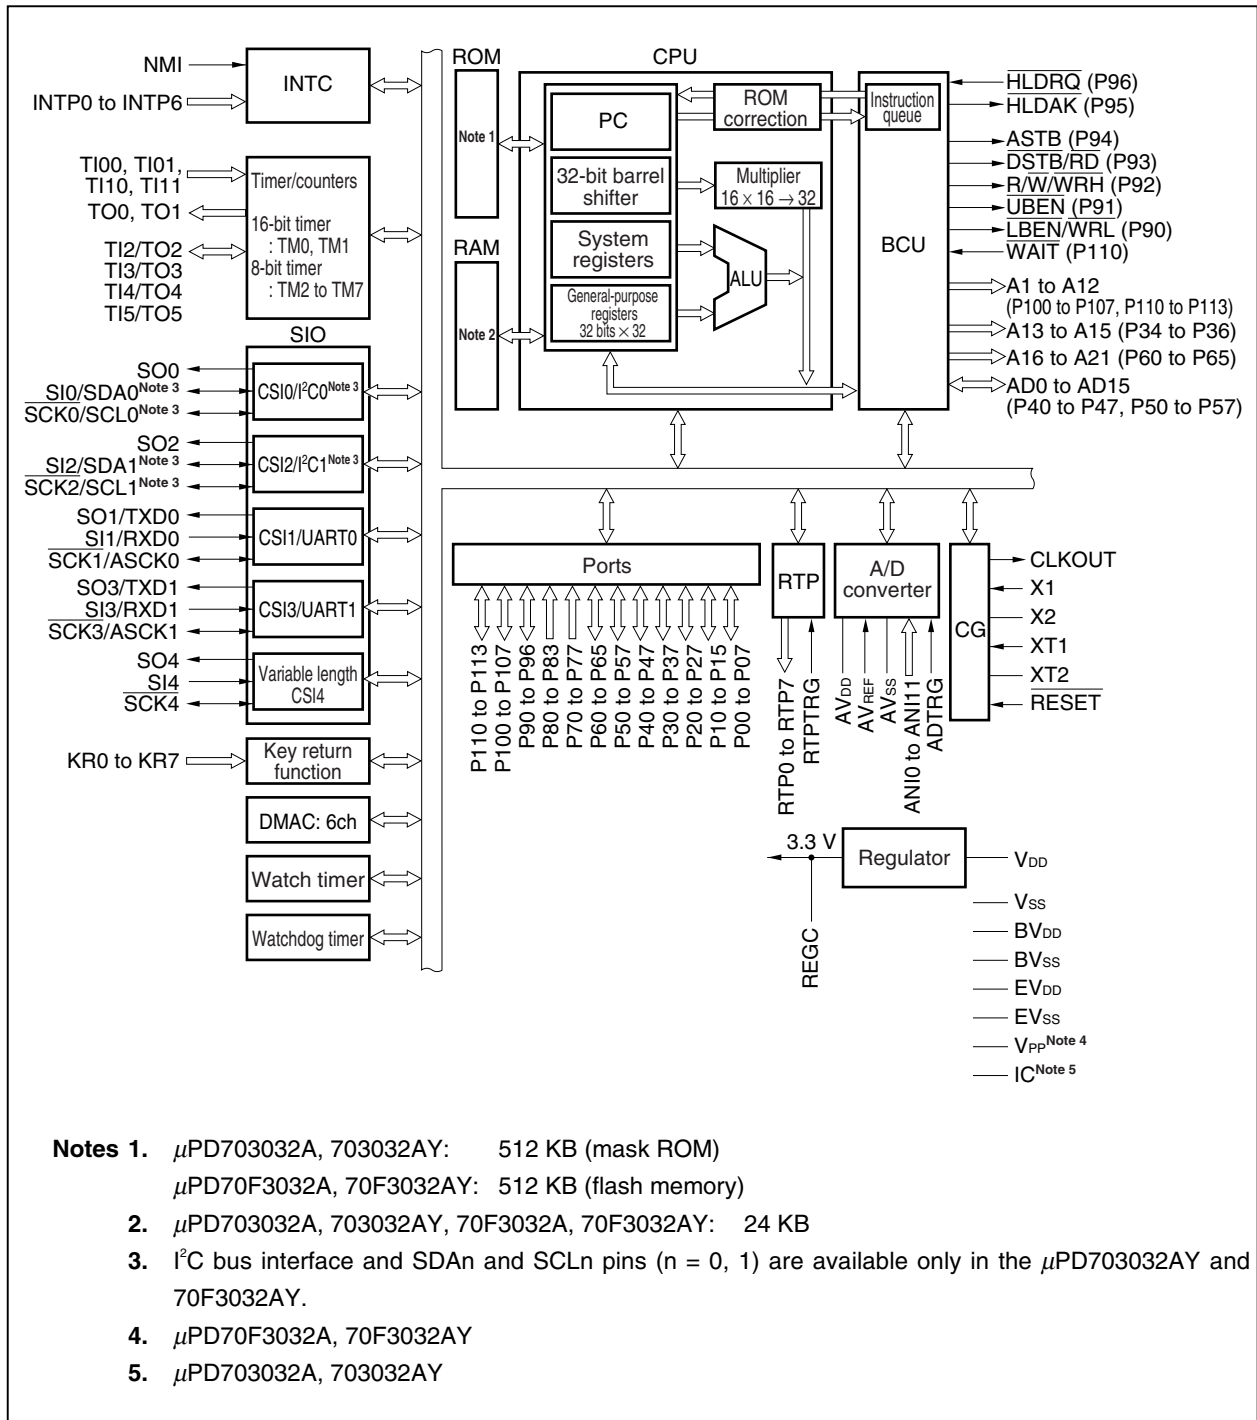 NMI
INTP0 to INTP6
INTC
TI00, TI01,
TI10, TI11
TO0, TO1
TI2/TO2
TI3/TO3
TI4/TO4
TI5/TO5
Timer/counters
16-bit timer
: TM0, TM1
8-bit timer
: TM2 to TM7
SIO
SO0
SI0/SDA0Note 3
SCK0/SCL0Note 3
CSI0/I²C0Note 3
SO2
SI2/SDA1Note 3
SCK2/SCL1Note 3
CSI2/I²C1Note 3
SO1/TXD0
SI1/RXD0
SCK1/ASCK0
CSI1/UART0
SO3/TXD1
SI3/RXD1
SCK3/ASCK1
CSI3/UART1
SO4
SI4
SCK4
Variable length
CSI4
KR0 to KR7
Key return
function
DMAC: 6ch
Watch timer
Watchdog timer
ROM
Note 1
RAM
Note 2
CPU
PC
32-bit barrel
shifter
System
registers
General-purpose
registers
32 bits × 32
ROM
correction
Multiplier
16 × 16 → 32
ALU
Instruction
queue
BCU
HLDRQ (P96)
HLDAK (P95)
ASTB (P94)
DSTB/RD (P93)
R/W/WRH (P92)
UBEN (P91)
LBEN/WRL (P90)
WAIT (P110)
A1 to A12
(P100 to P107, P110 to P113)
A13 to A15 (P34 to P36)
A16 to A21 (P60 to P65)
AD0 to AD15
(P40 to P47, P50 to P57)
Ports
P110 to P113
P100 to P107
P90 to P96
P80 to P83
P70 to P77
P60 to P65
P50 to P57
P40 to P47
P30 to P37
P20 to P27
P10 to P15
P00 to P07
RTP
RTP0 to RTP7
RTPTRG
A/D
converter
AVDD
AVREF
AVSS
ANI0 to ANI11
ADTRG
CG
CLKOUT
X1
X2
XT1
XT2
RESET
3.3 V
Regulator
REGC
VDD
VSS
BVDD
BVSS
EVDD
EVSS
VPPNote 4
ICNote 5
Notes 1. µPD703032A, 703032AY: 512 KB (mask ROM)
µPD70F3032A, 70F3032AY: 512 KB (flash memory)
2. µPD703032A, 703032AY, 70F3032A, 70F3032AY: 24 KB
3. I²C bus interface and SDAn and SCLn pins (n = 0, 1) are available only in the µPD703032AY and
70F3032AY.
4. µPD70F3032A, 70F3032AY
5. µPD703032A, 703032AY